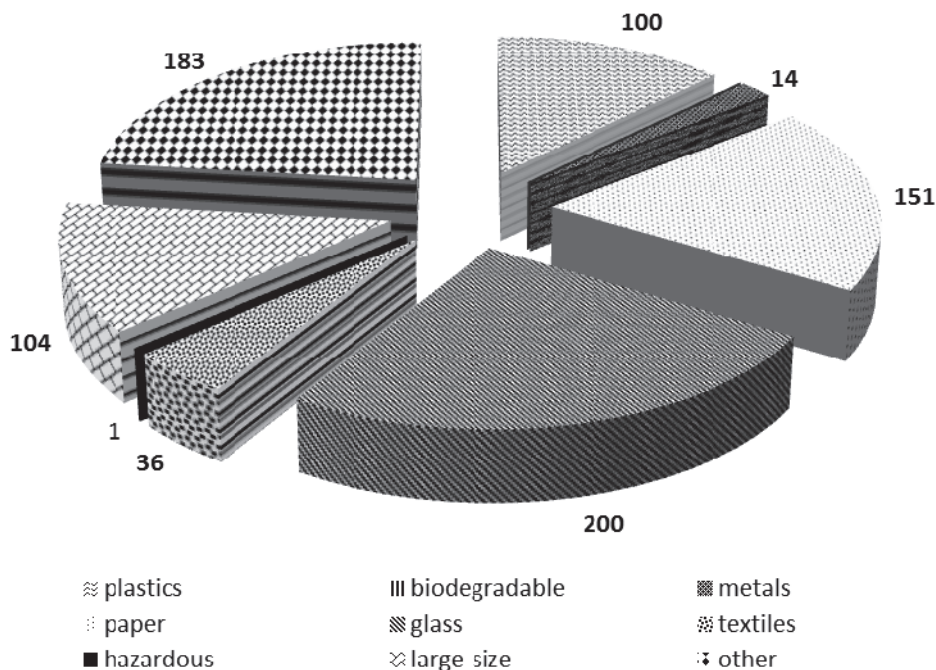 183
100
14
151
104
1
36
200
plastics biodegradable metals
paper glass textiles
hazardous large size other